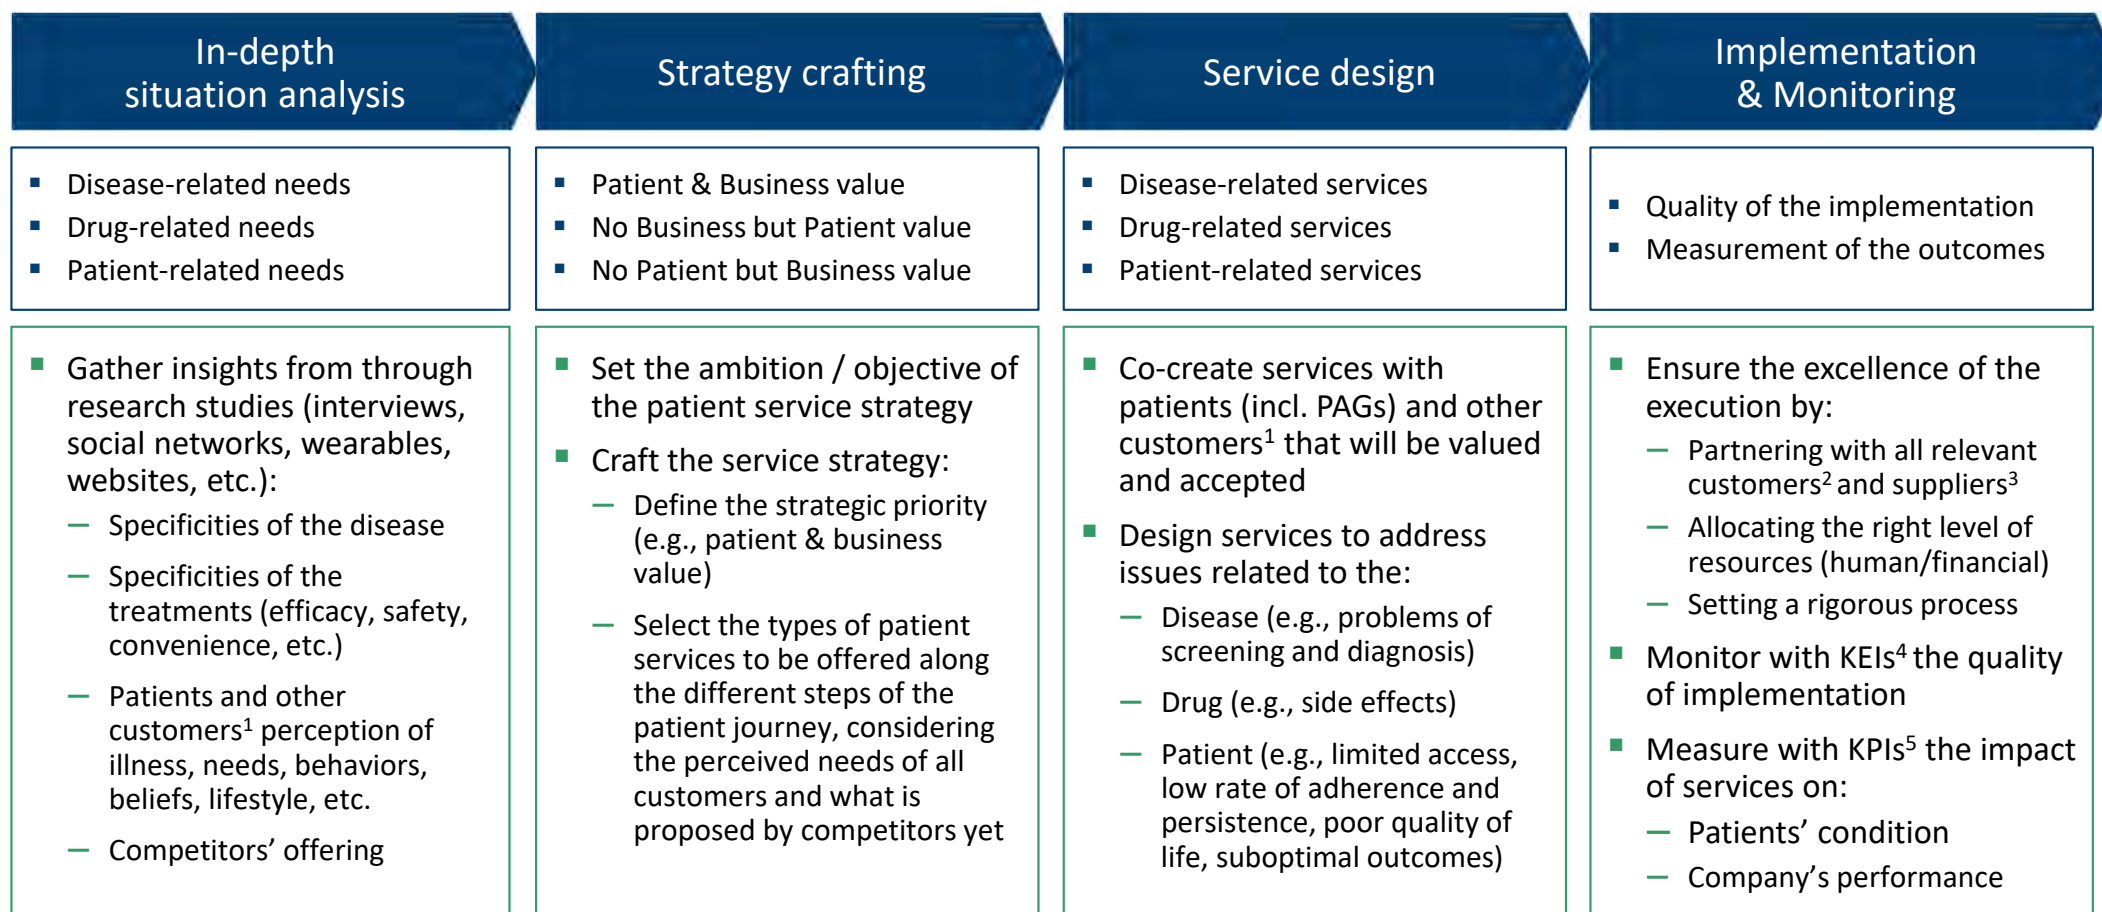 In-depth
situation analysis
Strategy crafting
Service design
Implementation
& Monitoring
▪ Disease-related needs
▪ Drug-related needs
▪ Patient-related needs
▪ Patient & Business value
▪ No Business but Patient value
▪ No Patient but Business value
▪ Disease-related services
▪ Drug-related services
▪ Patient-related services
▪ Quality of the implementation
▪ Measurement of the outcomes
▪ Gather insights from through
research studies (interviews,
social networks, wearables,
websites, etc.):
— Specificities of the disease
— Specificities of the
treatments (efficacy, safety,
convenience, etc.)
— Patients and other
customers¹ perception of
illness, needs, behaviors,
beliefs, lifestyle, etc.
— Competitors’ offering
▪ Set the ambition / objective of
the patient service strategy
▪ Craft the service strategy:
— Define the strategic priority
(e.g., patient & business
value)
— Select the types of patient
services to be offered along
the different steps of the
patient journey, considering
the perceived needs of all
customers and what is
proposed by competitors yet
▪ Co-create services with
patients (incl. PAGs) and other
customers¹ that will be valued
and accepted
▪ Design services to address
issues related to the:
— Disease (e.g., problems of
screening and diagnosis)
— Drug (e.g., side effects)
— Patient (e.g., limited access,
low rate of adherence and
persistence, poor quality of
life, suboptimal outcomes)
▪ Ensure the excellence of the
execution by:
— Partnering with all relevant
customers² and suppliers³
— Allocating the right level of
resources (human/financial)
— Setting a rigorous process
▪ Monitor with KEIs⁴ the quality
of implementation
▪ Measure with KPIs⁵ the impact
of services on:
— Patients’ condition
— Company’s performance